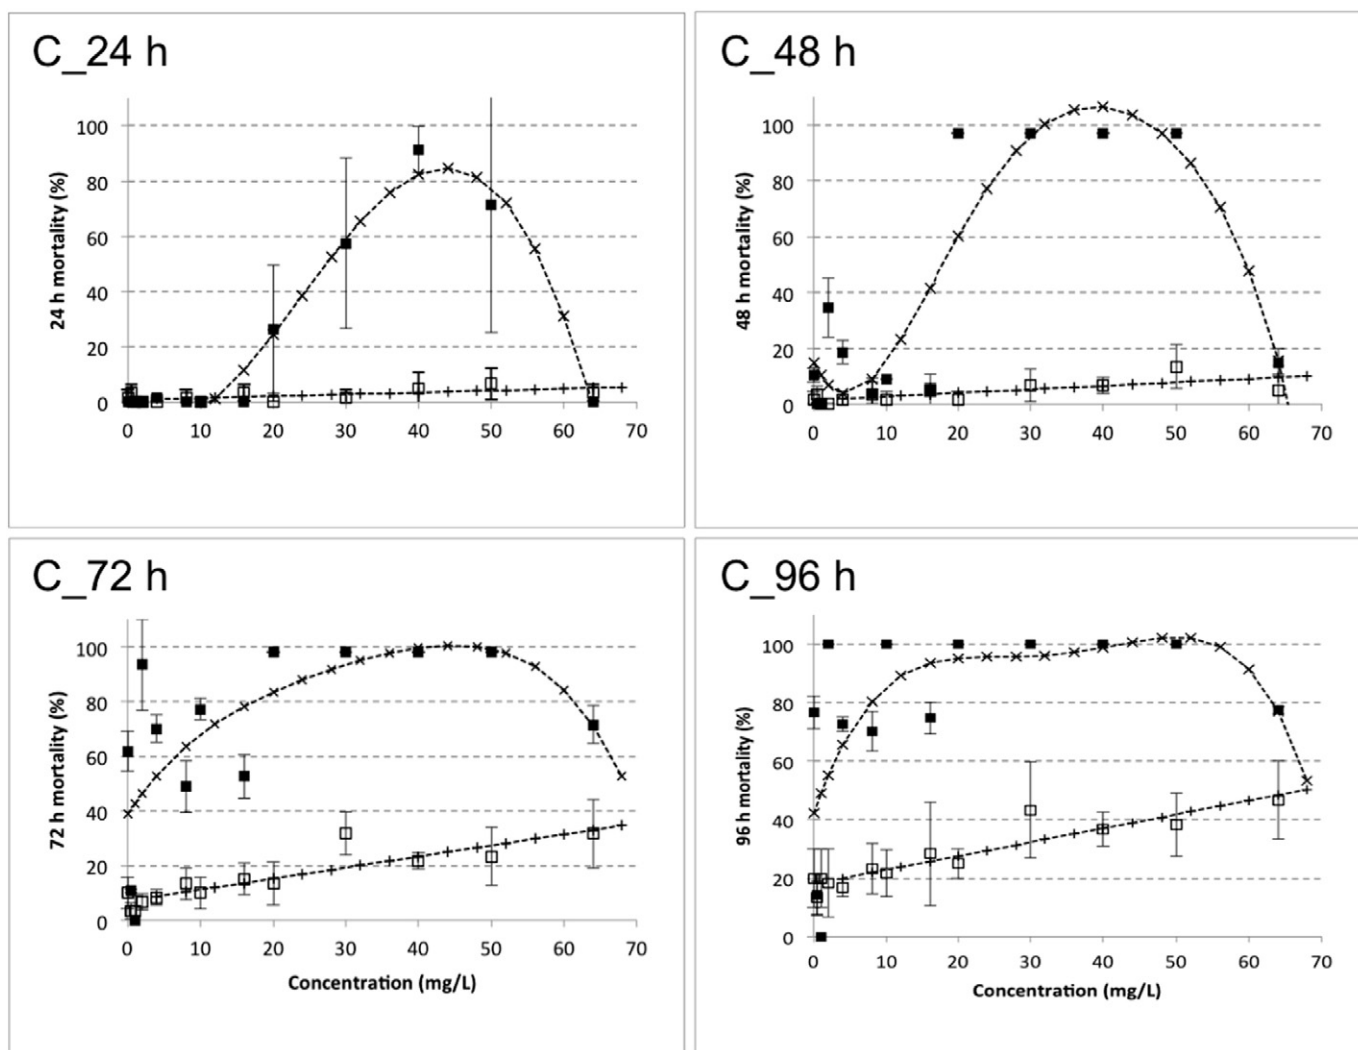 C_24 h
24 h mortality (%)
100
80
60
40
20
0
0 10 20 30 40 50 60 70
C_48 h
48 h mortality (%)
100
80
60
40
20
0
0 10 20 30 40 50 60 70
C_72 h
72 h mortality (%)
100
80
60
40
20
0
0 10 20 30 40 50 60 70
Concentration (mg/L)
C_96 h
96 h mortality (%)
100
80
60
40
20
0
0 10 20 30 40 50 60 70
Concentration (mg/L)